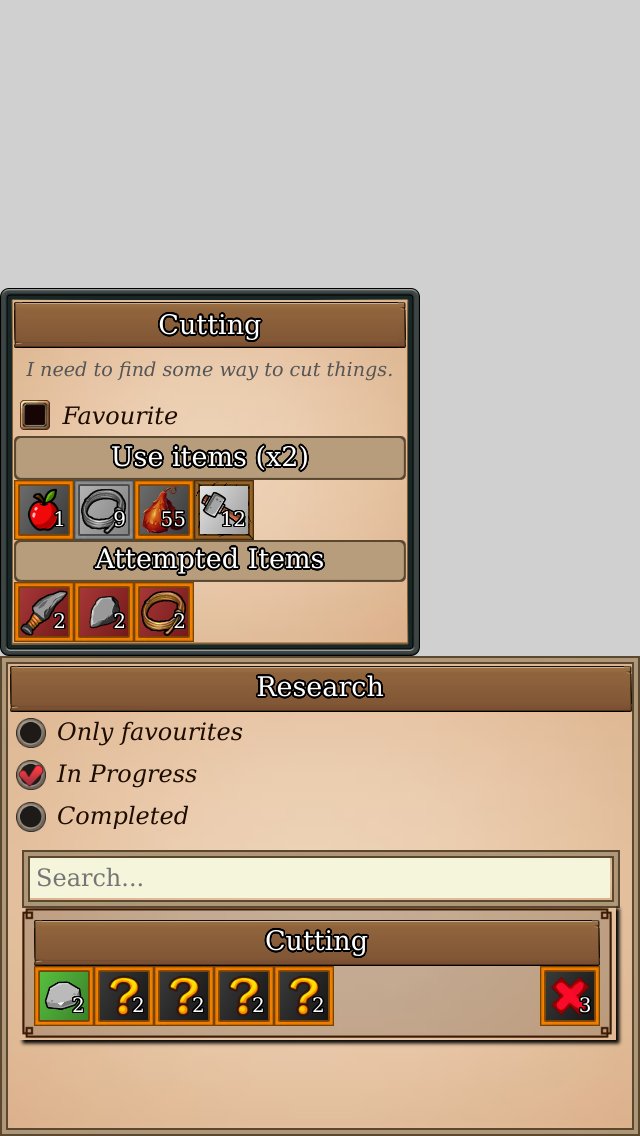 Cutting
I need to find some way to cut things.
Favourite
Use items (x2)
1 9 55 12
Attempted Items
2 2 2
Research
Only favourites
In Progress
Completed
Search...
Cutting
2 ?2 ?2 ?2 ?2 3